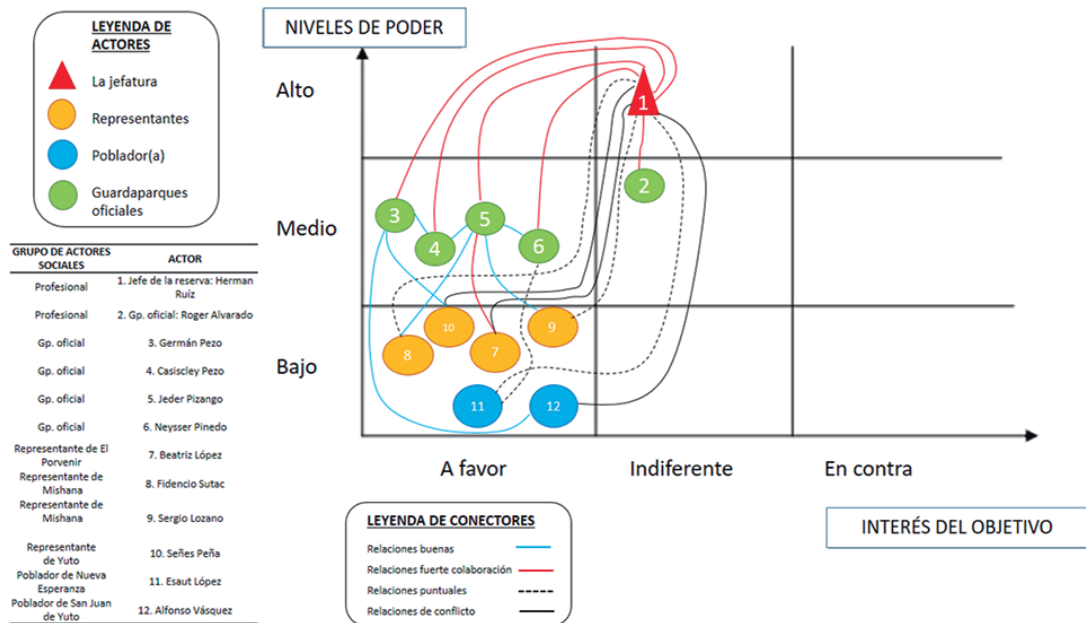 LEYENDA DE
ACTORES
La jefatura
Representantes
Poblador(a)
Guardaparques
oficiales
GRUPO DE ACTORES
SOCIALES
ACTOR
Profesional
1. Jefe de la reserva: Herman
Ruíz
Profesional
2. Gp. oficial: Roger Alvarado
Gp. oficial
3. Germán Pezo
Gp. oficial
4. Casiscley Pezo
Gp. oficial
5. Jeder Pizango
Gp. oficial
6. Neysser Pinedo
Representante de El
Porvenir
7. Beatriz López
Representante de
Mishana
8. Fidencio Sutac
Representante de
Mishana
9. Sergio Lozano
Representante
de Yuto
10. Señes Peña
Poblador de Nueva
Esperanza
11. Esaut López
Poblador de San Juan
de Yuto
12. Alfonso Vásquez
NIVELES DE PODER
Alto
Medio
Bajo
1
2
3
4
5
6
10
9
8
7
11
12
A favor
Indiferente
En contra
INTERÉS DEL OBJETIVO
LEYENDA DE CONECTORES
Relaciones buenas
Relaciones fuerte colaboración
Relaciones puntuales
Relaciones de conflicto